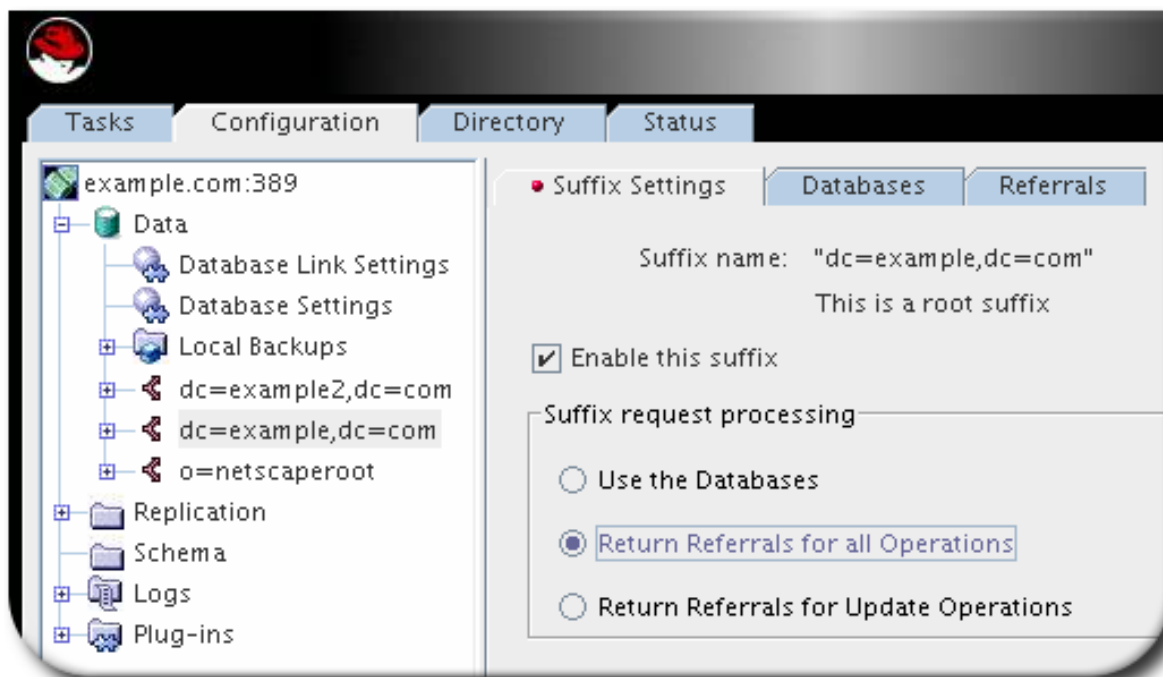 Tasks Configuration Directory Status
example.com:389
Data
Database Link Settings
Database Settings
Local Backups
dc=example2,dc=com
dc=example,dc=com
o=netscaperoot
Replication
Schema
Logs
Plug-ins
Suffix Settings Databases Referrals
Suffix name: "dc=example,dc=com"
This is a root suffix
Enable this suffix
Suffix request processing
Use the Databases
Return Referrals for all Operations
Return Referrals for Update Operations